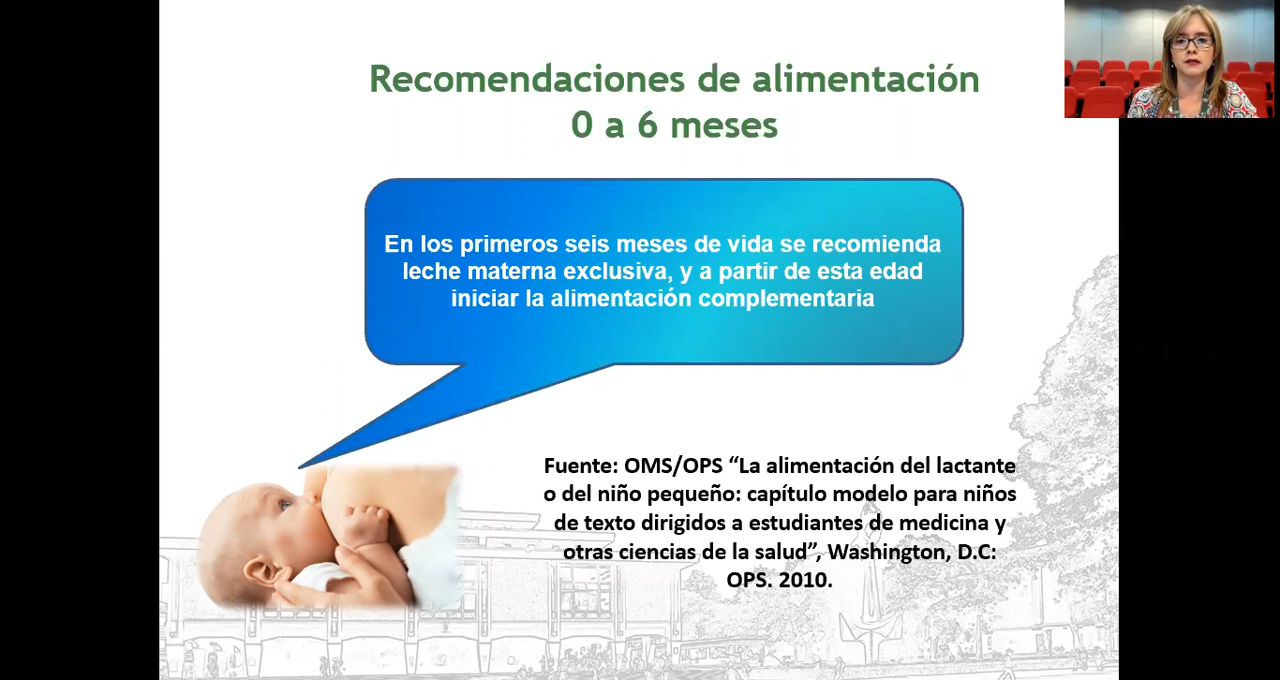 Recomendaciones de alimentación
0 a 6 meses
En los primeros seis meses de vida se recomienda
leche materna exclusiva, y a partir de esta edad
iniciar la alimentación complementaria
Fuente: OMS/OPS “La alimentación del lactante
o del niño pequeño: capítulo modelo para niños
de texto dirigidos a estudiantes de medicina y
otras ciencias de la salud”, Washington, D.C:
OPS. 2010.